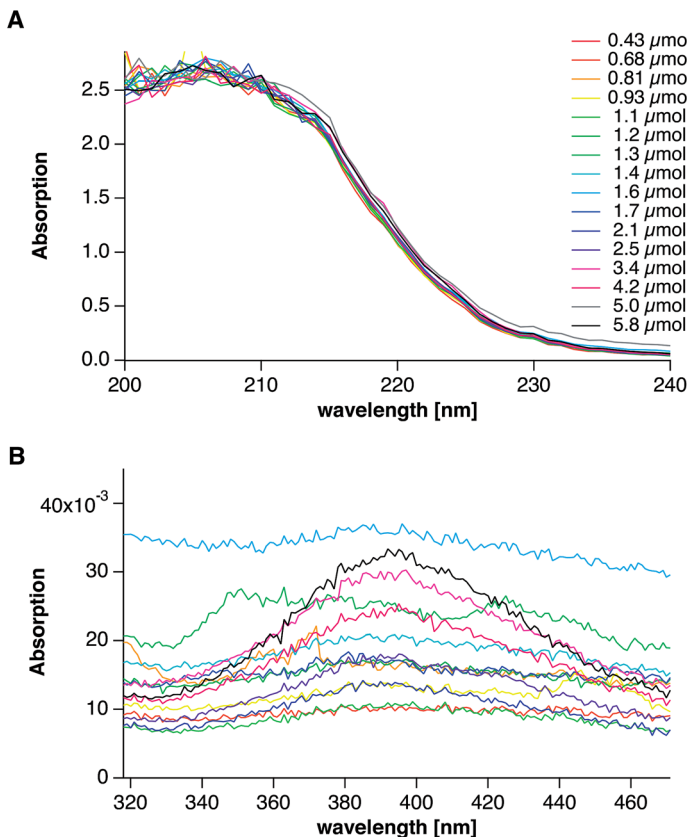 A
0.43 µmo
0.68 µmo
0.81 µmo
0.93 µmo
1.1 µmol
1.2 µmol
1.3 µmol
1.4 µmol
1.6 µmol
1.7 µmol
2.1 µmol
2.5 µmol
3.4 µmol
4.2 µmol
5.0 µmol
5.8 µmol
2.5
2.0
1.5
1.0
0.5
0.0
Absorption
200 210 220 230 240
wavelength [nm]
B
40x10-3
30
20
10
0
Absorption
320 340 360 380 400 420 440 460
wavelength [nm]